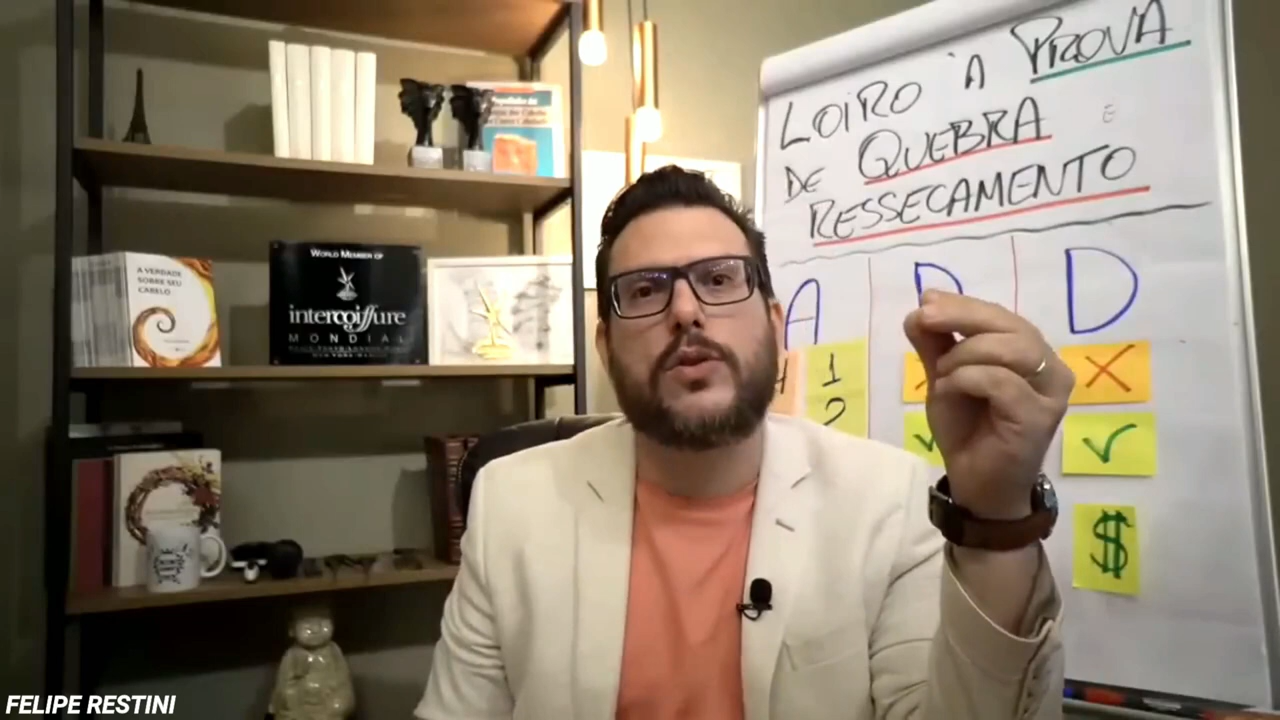 LOIRO À PROVA
DE QUEBRA E
RESSECAMENTO
A D D
1
2
$
A VERDADE
SOBRE SEU
CABELO
WORLD MEMBER OF
intercoiffure
MONDIAL
FELIPE RESTINI